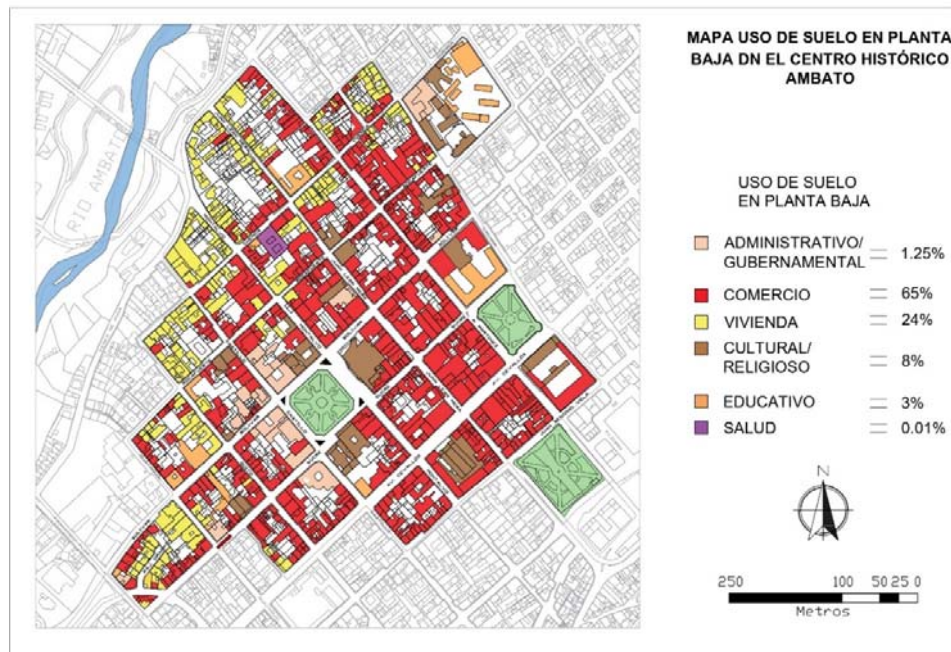 MAPA USO DE SUELO EN PLANTA
BAJA DN EL CENTRO HISTÓRICO
AMBATO
RIO AMBATO
USO DE SUELO
EN PLANTA BAJA
ADMINISTRATIVO/
GUBERNAMENTAL 1.25%
COMERCIO 65%
VIVIENDA 24%
CULTURAL/
RELIGIOSO 8%
EDUCATIVO 3%
SALUD 0.01%
N
250 100 50 25 0
Metros